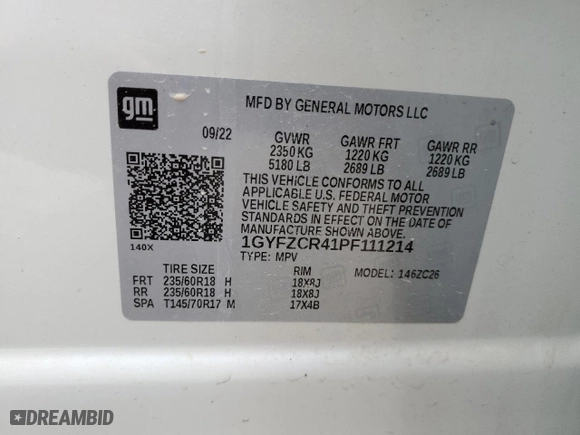 gm
MFD BY GENERAL MOTORS LLC
09/22 GVWR GAWR FRT GAWR RR
2350 KG 1220 KG 1220 KG
5180 LB 2689 LB 2689 LB
THIS VEHICLE CONFORMS TO ALL
APPLICABLE U.S. FEDERAL MOTOR
VEHICLE SAFETY AND THEFT PREVENTION
STANDARDS IN EFFECT ON THE DATE OF
MANUFACTURE SHOWN ABOVE.
140X 1GYFZCR41PF111214
TYPE: MPV MODEL: 146ZC26
TIRE SIZE RIM
FRT 235/60R18 H 18X8J
RR 235/60R18 H 18X8J
SPA T145/70R17 M 17X4B
DREAMBID